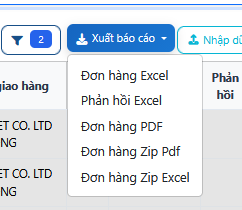 2 Xuất báo cáo Nhập
giao hàng Phản hồi
Đơn hàng Excel
Phản hồi Excel
Đơn hàng PDF
Đơn hàng Zip Pdf
Đơn hàng Zip Excel
ET CO. LTD
NG
ET CO. LTD
NG